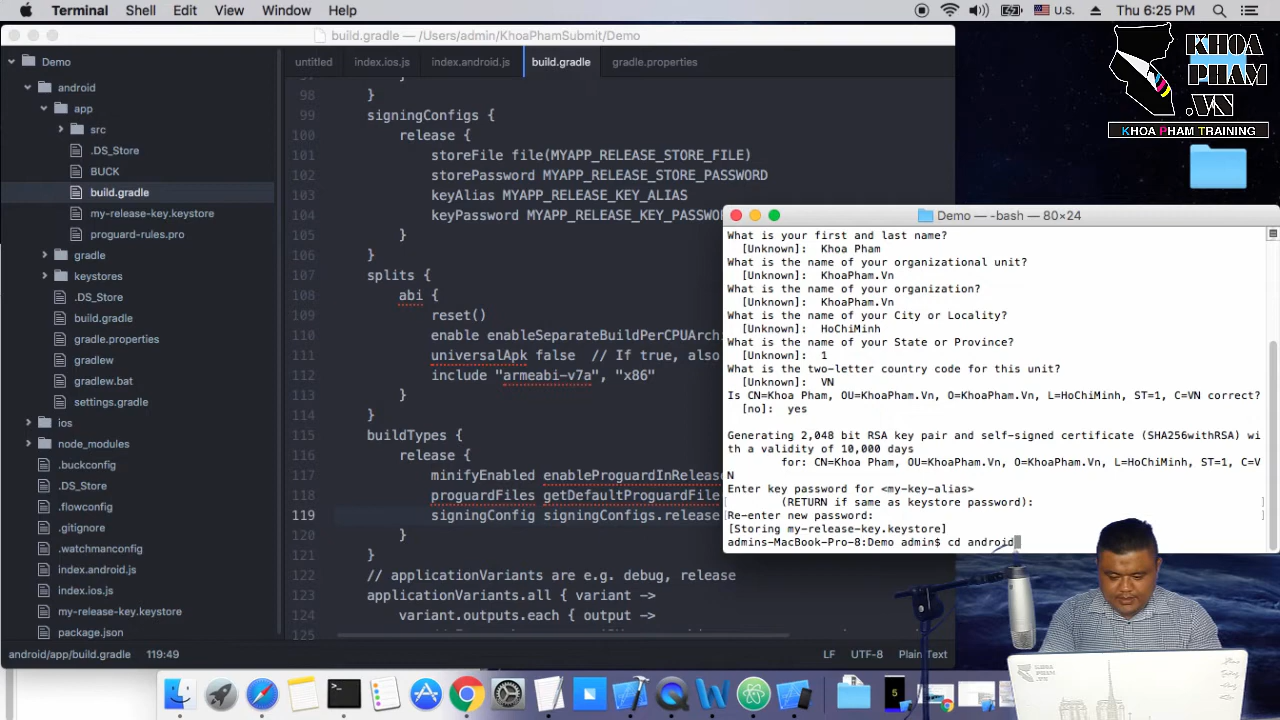 Terminal Shell Edit View Window Help
U.S. Thu 6:25 PM
KHOA
PHAM
.VN
KHOA PHAM TRAINING
build.gradle — /Users/admin/KhoaPhamSubmit/Demo
Demo
android
app
src
.DS_Store
BUCK
build.gradle
my-release-key.keystore
proguard-rules.pro
gradle
keystores
.DS_Store
build.gradle
gradle.properties
gradlew
gradlew.bat
settings.gradle
ios
node_modules
.buckconfig
.DS_Store
.flowconfig
.gitignore
.watchmanconfig
index.android.js
index.ios.js
my-release-key.keystore
package.json
untitled
index.ios.js
index.android.js
build.gradle
gradle.properties
98 }
99 signingConfigs {
100 release {
101 storeFile file(MYAPP_RELEASE_STORE_FILE)
102 storePassword MYAPP_RELEASE_STORE_PASSWORD
103 keyAlias MYAPP_RELEASE_KEY_ALIAS
104 keyPassword MYAPP_RELEASE_KEY_PASSWO
105 }
106 }
107 splits {
108 abi {
109 reset()
110 enable enableSeparateBuildPerCPUArchi
111 universalApk false // If true, also
112 include "armeabi-v7a", "x86"
113 }
114 }
115 buildTypes {
116 release {
117 minifyEnabled enableProguardInRelease
118 proguardFiles getDefaultProguardFile
119 signingConfig signingConfigs.release
120 }
121 }
122 // applicationVariants are e.g. debug, release
123 applicationVariants.all { variant ->
124 variant.outputs.each { output ->
125
Demo — -bash — 80×24
What is your first and last name?
[Unknown]: Khoa Pham
What is the name of your organizational unit?
[Unknown]: KhoaPham.Vn
What is the name of your organization?
[Unknown]: KhoaPham.Vn
What is the name of your City or Locality?
[Unknown]: HoChiMinh
What is the name of your State or Province?
[Unknown]: 1
What is the two-letter country code for this unit?
[Unknown]: VN
Is CN=Khoa Pham, OU=KhoaPham.Vn, O=KhoaPham.Vn, L=HoChiMinh, ST=1, C=VN correct?
[no]: yes
Generating 2,048 bit RSA key pair and self-signed certificate (SHA256withRSA) wi
th a validity of 10,000 days
for: CN=Khoa Pham, OU=KhoaPham.Vn, O=KhoaPham.Vn, L=HoChiMinh, ST=1, C=V
N
Enter key password for <my-key-alias>
(RETURN if same as keystore password):
Re-enter new password:
[Storing my-release-key.keystore]
admins-MacBook-Pro-8:Demo admin$ cd android
android/app/build.gradle 119:49
LF UTF-8 Plain Text